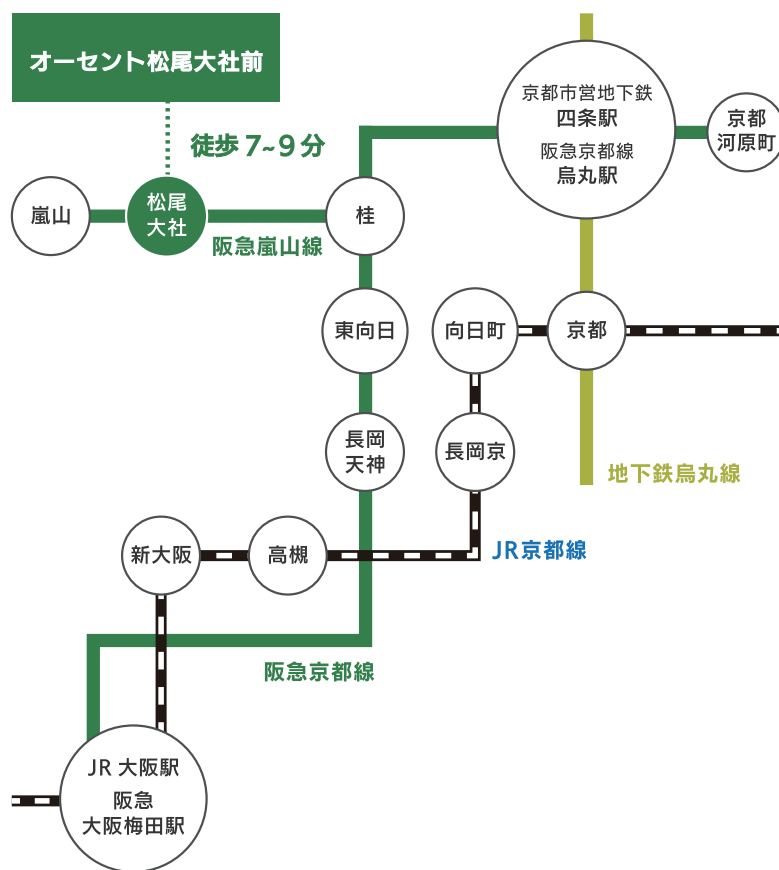 オーセント松尾大社前
徒歩7~9分
京都市営地下鉄
四条駅
阪急京都線
烏丸駅
京都
河原町
嵐山
松尾
大社
桂
阪急嵐山線
東向日
向日町
京都
長岡
天神
長岡京
地下鉄烏丸線
新大阪
高槻
JR京都線
阪急京都線
JR 大阪駅
阪急
大阪梅田駅